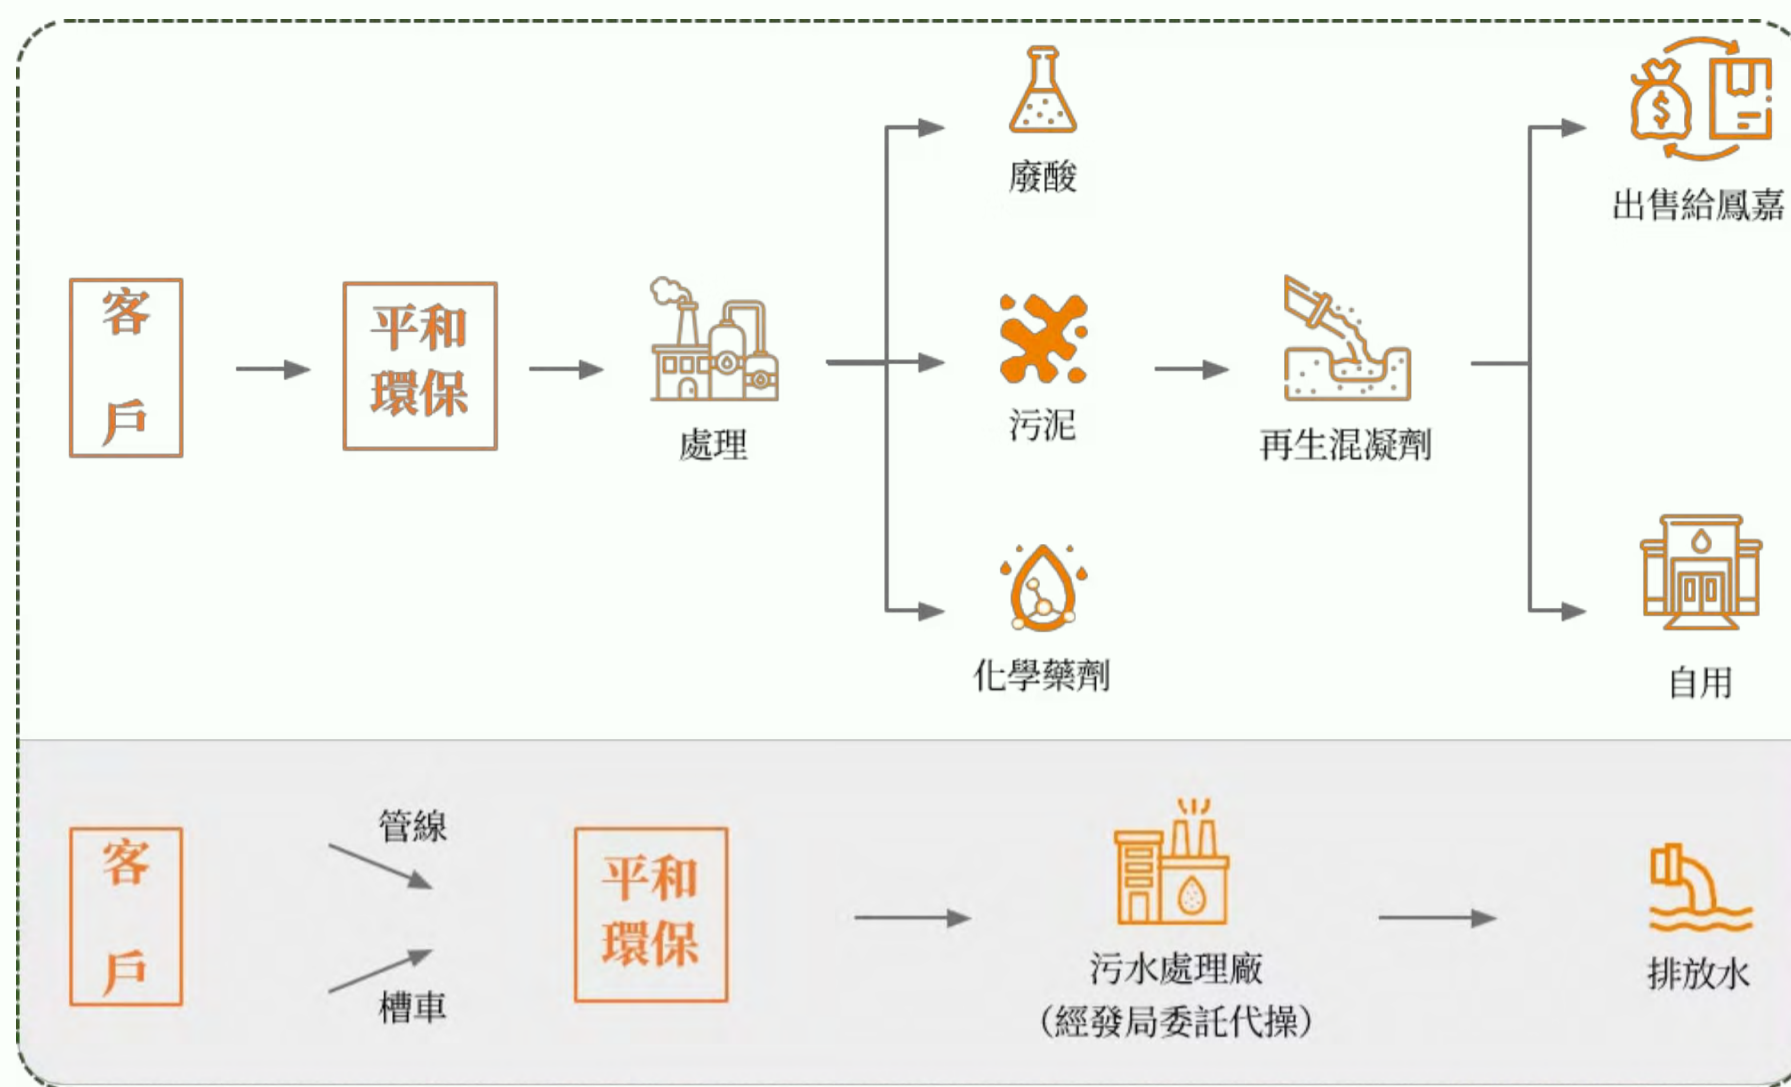 客
戶
平和
環保
處理
廢酸
污泥
化學藥劑
再生混凝劑
出售給鳳嘉
自用
客
戶
管線
槽車
平和
環保
污水處理廠
（經發局委託代操）
排放水